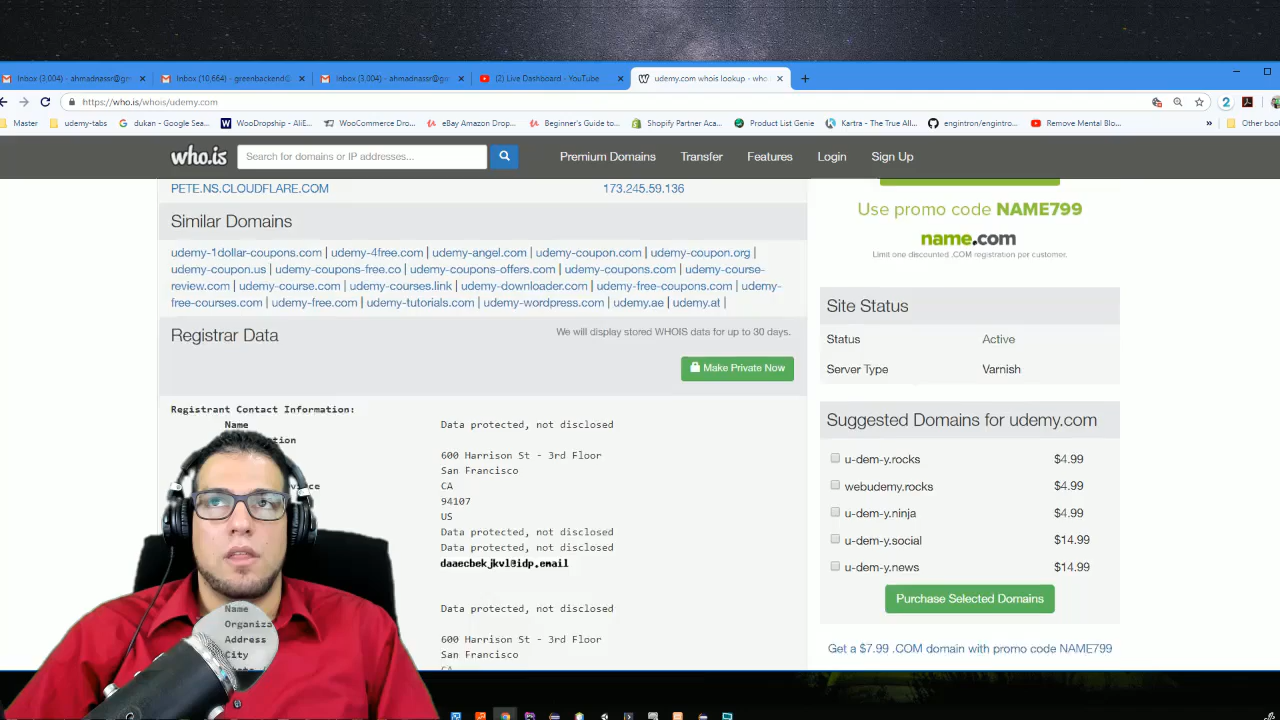 Inbox (3,004) - ahmadnassr@gm
Inbox (10,664) - greenbackend@
Inbox (3,004) - ahmadnassr@gm
(2) Live Dashboard - YouTube
udemy.com whois lookup - who
https://who.is/whois/udemy.com
Master
udemy-tabs
dukan - Google Sea...
WooDropship - AliE...
WooCommerce Dro...
eBay Amazon Drop...
Beginner's Guide to...
Shopify Partner Aca...
Product List Genie
Kartra - The True Al...
engintron/engintro...
Remove Mental Blo...
»
Other boo
who.is
Search for domains or IP addresses...
Premium Domains
Transfer
Features
Login
Sign Up
PETE.NS.CLOUDFLARE.COM
173.245.59.136
Similar Domains
udemy-1dollar-coupons.com | udemy-4free.com | udemy-angel.com | udemy-coupon.com | udemy-coupon.org |
udemy-coupon.us | udemy-coupons-free.co | udemy-coupons-offers.com | udemy-coupons.com | udemy-course-
review.com | udemy-course.com | udemy-courses.link | udemy-downloader.com | udemy-free-coupons.com | udemy-
free-courses.com | udemy-free.com | udemy-tutorials.com | udemy-wordpress.com | udemy.ae | udemy.at |
Registrar Data
We will display stored WHOIS data for up to 30 days.
Make Private Now
Registrant Contact Information:
Name
Data protected, not disclosed
600 Harrison St - 3rd Floor
San Francisco
CA
94107
US
Data protected, not disclosed
Data protected, not disclosed
daaecbekjkvl@idp.email
Name
Data protected, not disclosed
Organiza
Address
600 Harrison St - 3rd Floor
City
San Francisco
CA
Use promo code NAME799
name.com
Limit one discounted .COM registration per customer.
Site Status
Status
Active
Server Type
Varnish
Suggested Domains for udemy.com
u-dem-y.rocks
$4.99
webudemy.rocks
$4.99
u-dem-y.ninja
$4.99
u-dem-y.social
$14.99
u-dem-y.news
$14.99
Purchase Selected Domains
Get a $7.99 .COM domain with promo code NAME799